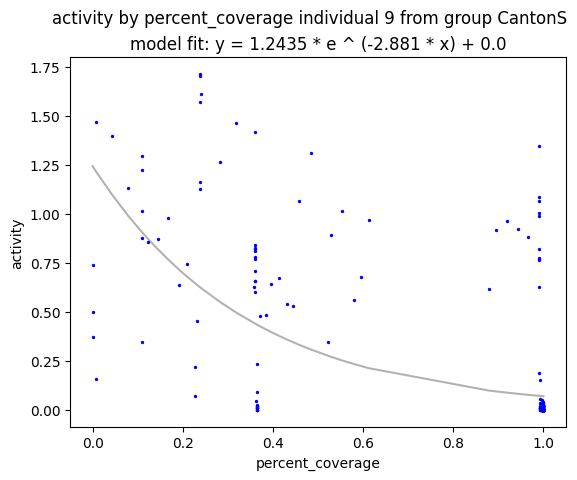 activity by percent_coverage individual 9 from group CantonS
model fit: y = 1.2435 * e ^ (-2.881 * x) + 0.0
1.75
1.50
1.25
1.00
0.75
0.50
0.25
0.00
activity
0.0 0.2 0.4 0.6 0.8 1.0
percent_coverage